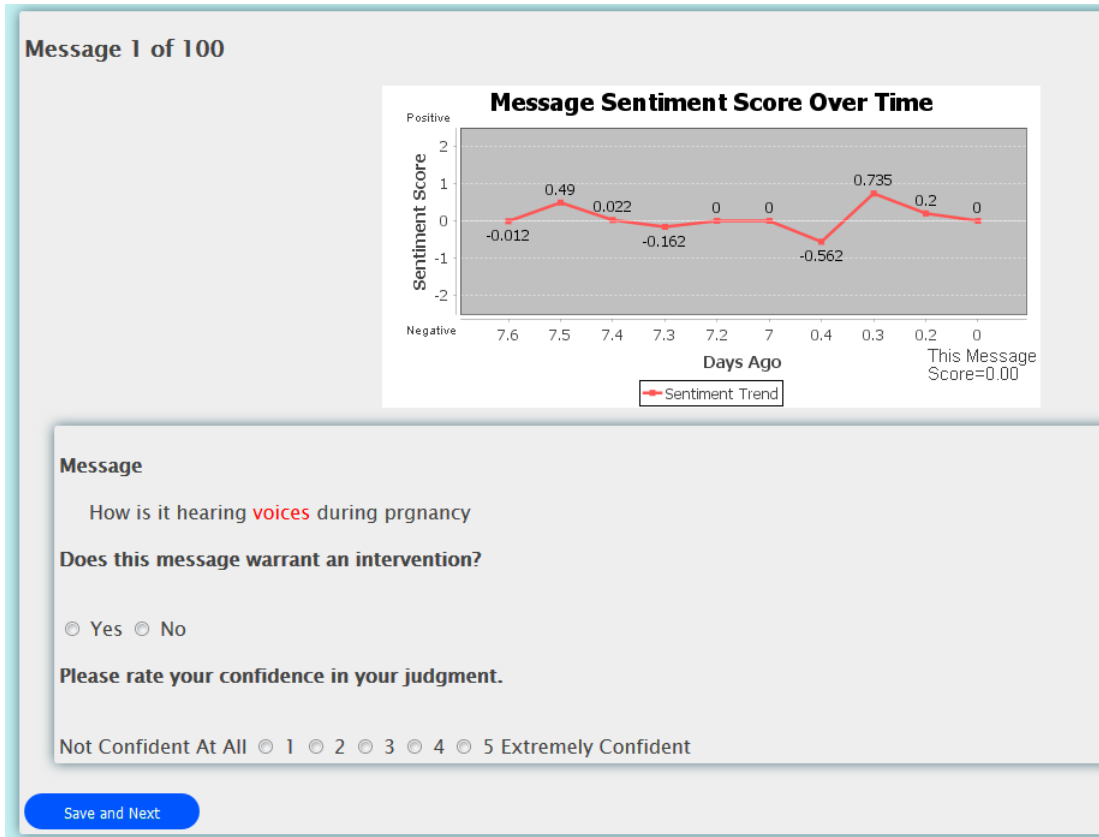 Message 1 of 100
Message Sentiment Score Over Time
Positive
Sentiment Score
2
1
0
-1
-2
Negative
-0.012
0.49
0.022
-0.162
0
0
-0.562
0.735
0.2
0
7.6 7.5 7.4 7.3 7.2 7 0.4 0.3 0.2 0
Days Ago
This Message
Score=0.00
Sentiment Trend
Message
How is it hearing voices during prgnancy
Does this message warrant an intervention?
Yes No
Please rate your confidence in your judgment.
Not Confident At All 1 2 3 4 5 Extremely Confident
Save and Next